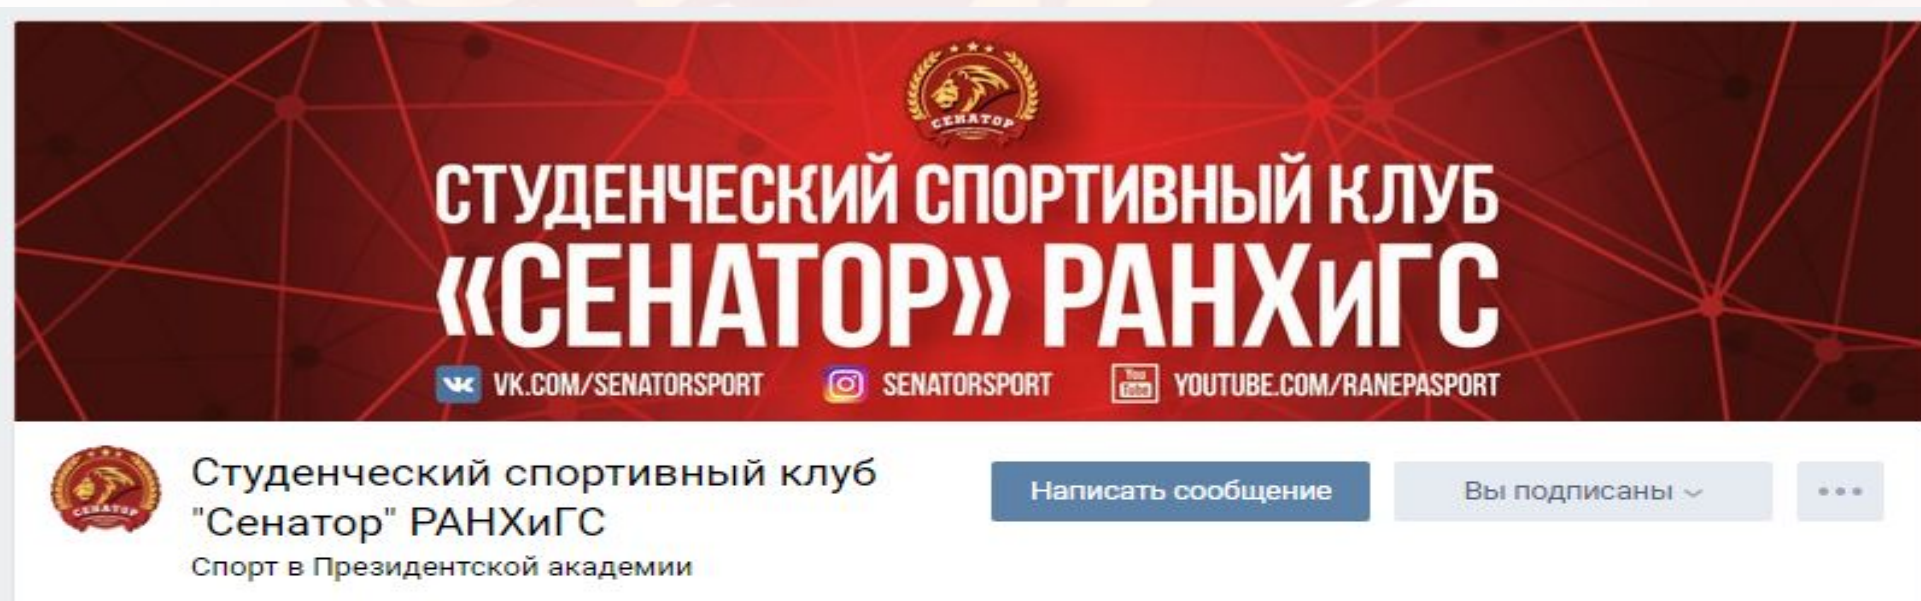 СЕНАТОР
СТУДЕНЧЕСКИЙ СПОРТИВНЫЙ КЛУБ
«СЕНАТОР» РАНХиГС
VK.COM/SENATORSPORT SENATORSPORT You Tube YOUTUBE.COM/RANEPASPORT
СЕНАТОР
Студенческий спортивный клуб
"Сенатор" РАНХиГС
Спорт в Президентской академии
Написать сообщение Вы подписаны